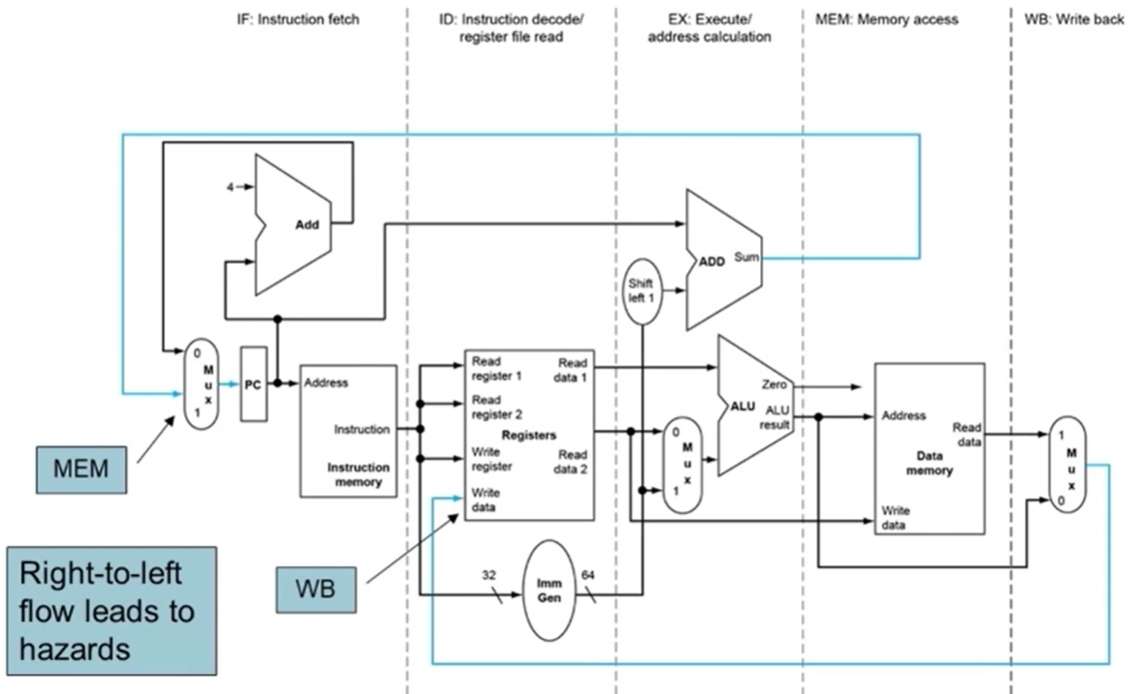 IF: Instruction fetch
ID: Instruction decode/
register file read
EX: Execute/
address calculation
MEM: Memory access
WB: Write back
4
Add
ADD
Sum
Shift
left 1
0
M
u
x
1
PC
Address
Instruction
Instruction
memory
Read
register 1
Read
register 2
Write
register
Write
data
Registers
Read
data 1
Read
data 2
0
M
u
x
1
Zero
ALU
ALU
result
Address
Read
data
Data
memory
Write
data
1
M
u
x
0
MEM
WB
32
Imm
Gen
64
Right-to-left
flow leads to
hazards